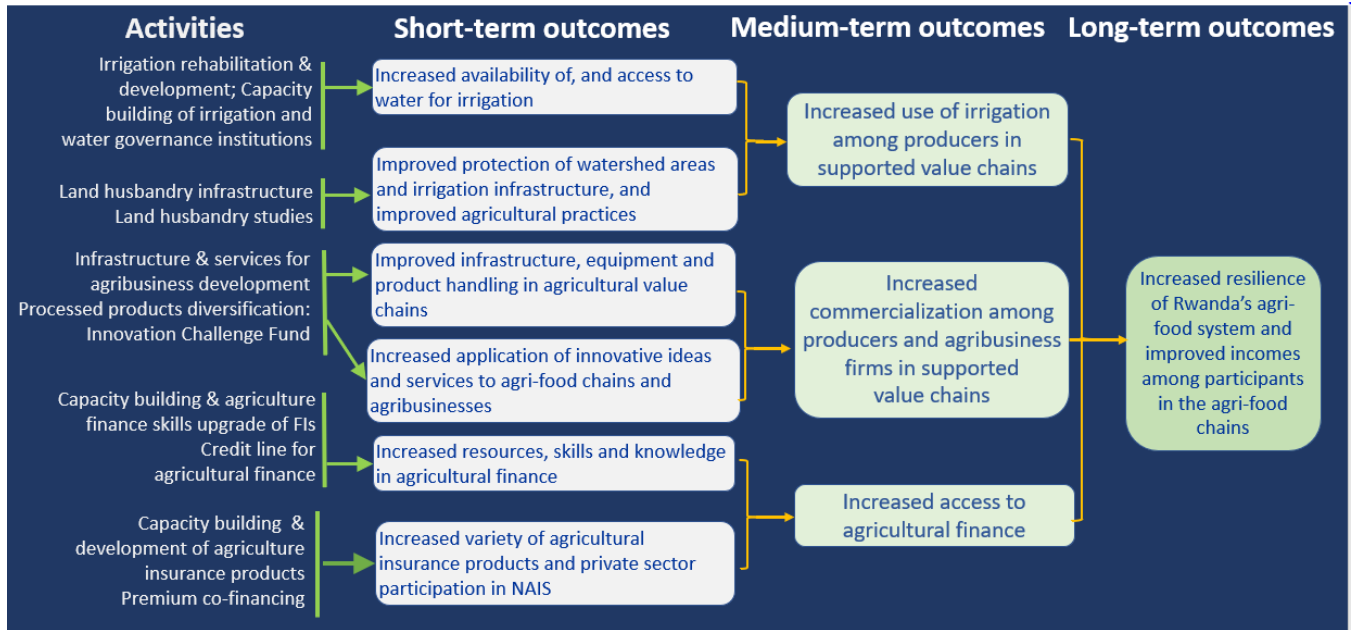 Activities
Short-term outcomes
Medium-term outcomes
Long-term outcomes
Irrigation rehabilitation &
development; Capacity
building of irrigation and
water governance institutions
Land husbandry infrastructure
Land husbandry studies
Infrastructure & services for
agribusiness development
Processed products diversification:
Innovation Challenge Fund
Capacity building & agriculture
finance skills upgrade of FIs
Credit line for
agricultural finance
Capacity building &
development of agriculture
insurance products
Premium co-financing
Increased availability of, and access to
water for irrigation
Improved protection of watershed areas
and irrigation infrastructure, and
improved agricultural practices
Improved infrastructure, equipment and
product handling in agricultural value
chains
Increased application of innovative ideas
and services to agri-food chains and
agribusinesses
Increased resources, skills and knowledge
in agricultural finance
Increased variety of agricultural
insurance products and private sector
participation in NAIS
Increased use of irrigation
among producers in
supported value chains
Increased
commercialization among
producers and agribusiness
firms in supported
value chains
Increased access to
agricultural finance
Increased resilience
of Rwanda's agri-
food system and
improved incomes
among participants
in the agri-food
chains